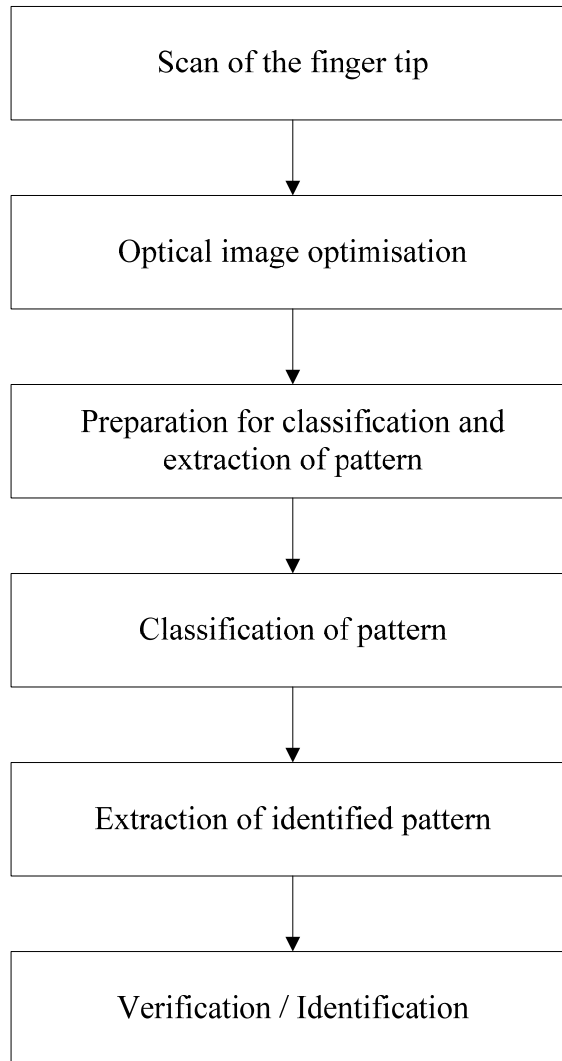 Scan of the finger tip
Optical image optimisation
Preparation for classification and
extraction of pattern
Classification of pattern
Extraction of identified pattern
Verification / Identification